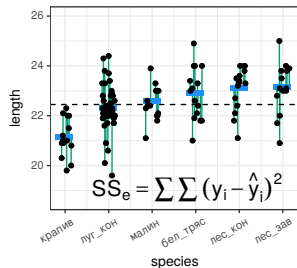 26
24
22
20
length
SSₑ = ∑∑(yᵢ – ŷᵢ)²
крапив
луг_кон
малин
бел_тряс
лес_кон
лес_зав
species